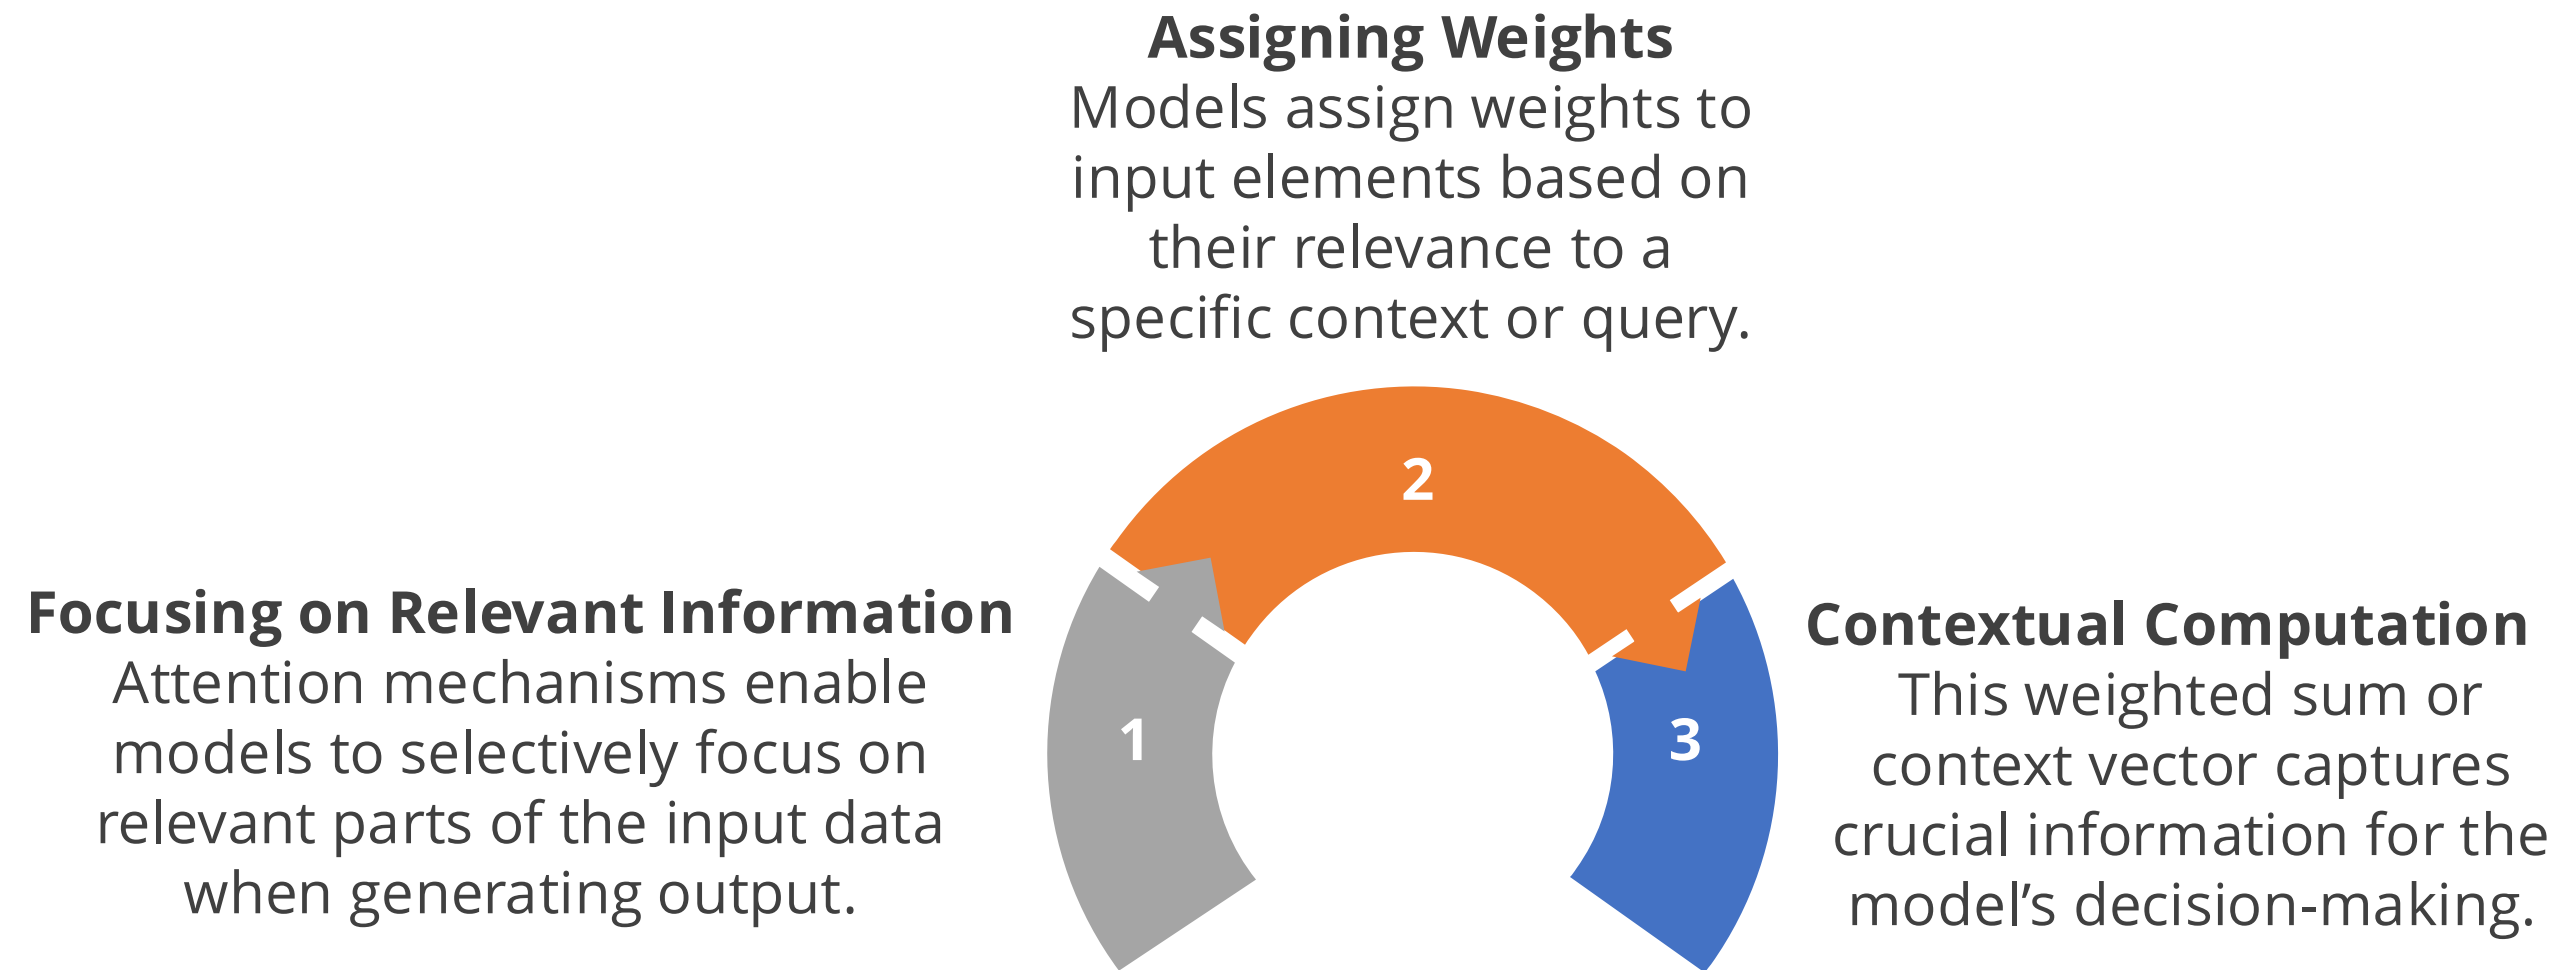 Assigning Weights
Models assign weights to
input elements based on
their relevance to a
specific context or query.
2
Focusing on Relevant Information
Attention mechanisms enable
models to selectively focus on
relevant parts of the input data
when generating output.
1
3
Contextual Computation
This weighted sum or
context vector captures
crucial information for the
model’s decision-making.